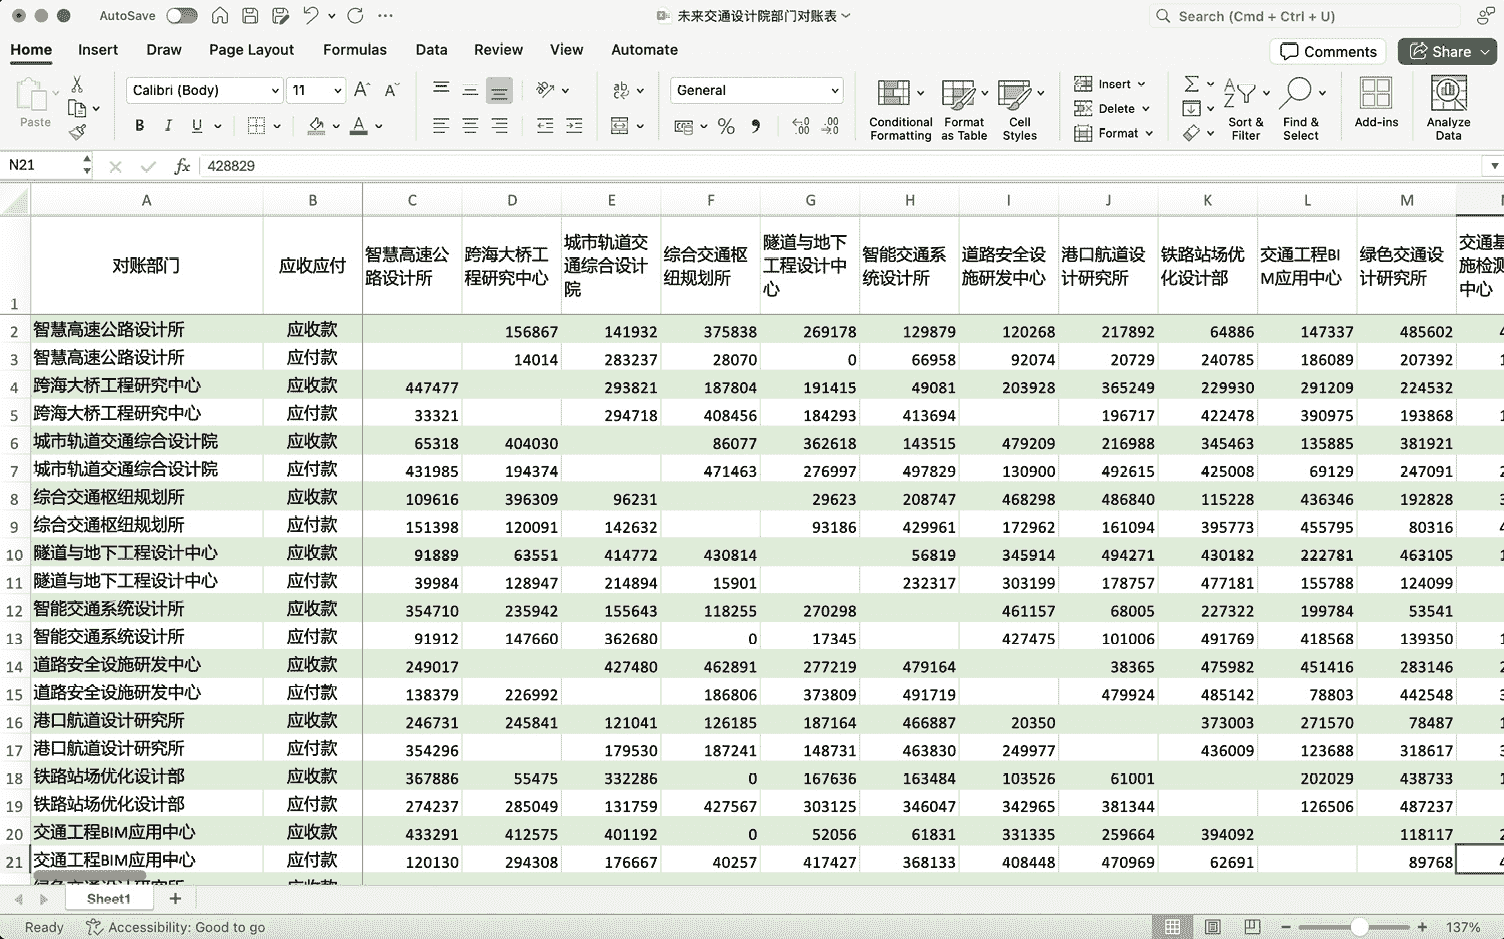 AutoSave
未来交通设计院部门对账表
Search (Cmd + Ctrl + U)
Home Insert Draw Page Layout Formulas Data Review View Automate
Comments Share
Paste
Calibri (Body) 11
General
Conditional Formatting
Format as Table
Cell Styles
Insert
Delete
Format
Sort & Filter
Find & Select
Add-ins
Analyze Data
N21 fx 428829
A B C D E F G H I J K L M
1 对账部门 应收应付 智慧高速公路设计所 跨海大桥工程研究中心 城市轨道交通综合设计院 综合交通枢纽规划所 隧道与地下工程设计中心 智能交通系统设计所 道路安全设施研发中心 港口航道设计研究所 铁路站场优化设计部 交通工程BIM应用中心 绿色交通设计研究所 交通基 施检测 中心
2 智慧高速公路设计所 应收款 156867 141932 375838 269178 129879 120268 217892 64886 147337 485602
3 智慧高速公路设计所 应付款 14014 283237 28070 0 66958 92074 20729 240785 186089 207392
4 跨海大桥工程研究中心 应收款 447477 293821 187804 191415 49081 203928 365249 229930 291209 224532
5 跨海大桥工程研究中心 应付款 33321 294718 408456 184293 413694 196717 422478 390975 193868
6 城市轨道交通综合设计院 应收款 65318 404030 86077 362618 143515 479209 216988 345463 135885 381921
7 城市轨道交通综合设计院 应付款 431985 194374 471463 276997 497829 130900 492615 425008 69129 247091
8 综合交通枢纽规划所 应收款 109616 396309 96231 29623 208747 468298 486840 115228 436346 192828
9 综合交通枢纽规划所 应付款 151398 120091 142632 93186 429961 172962 161094 395773 455795 80316
10 隧道与地下工程设计中心 应收款 91889 63551 414772 430814 56819 345914 494271 430182 222781 463105
11 隧道与地下工程设计中心 应付款 39984 128947 214894 15901 232317 303199 178757 477181 155788 124099
12 智能交通系统设计所 应收款 354710 235942 155643 118255 270298 461157 68005 227322 199784 53541
13 智能交通系统设计所 应付款 91912 147660 362680 0 17345 427475 101006 491769 418568 139350
14 道路安全设施研发中心 应收款 249017 427480 462891 277219 479164 38365 475982 451416 283146
15 道路安全设施研发中心 应付款 138379 226992 186806 373809 491719 479924 485142 78803 442548
16 港口航道设计研究所 应收款 246731 245841 121041 126185 187164 466887 20350 373003 271570 78487
17 港口航道设计研究所 应付款 354296 179530 187241 148731 463830 249977 436009 123688 318617
18 铁路站场优化设计部 应收款 367886 55475 332286 0 167636 163484 103526 61001 202029 438733
19 铁路站场优化设计部 应付款 274237 285049 131759 427567 303125 346047 342965 381344 126506 487237
20 交通工程BIM应用中心 应收款 433291 412575 401192 0 52056 61831 331335 259664 394092 118117
21 交通工程BIM应用中心 应付款 120130 294308 176667 40257 417427 368133 408448 470969 62691 89768
Sheet1
Ready Accessibility: Good to go 137%